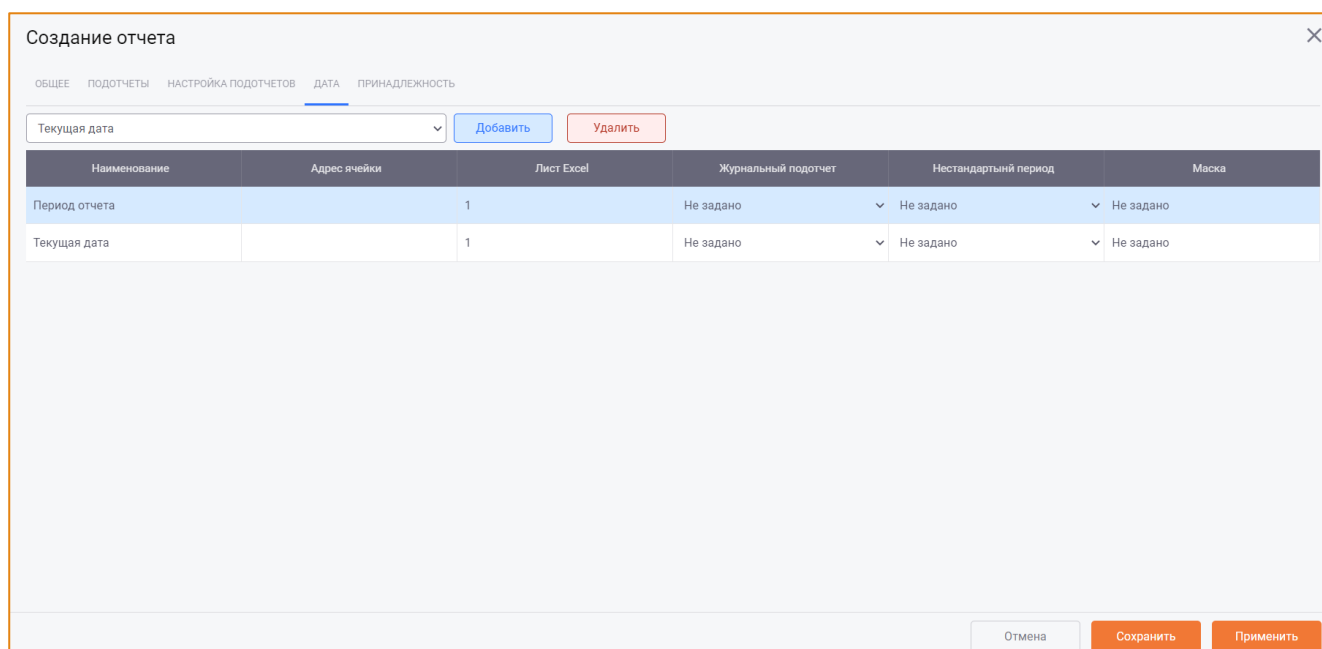 Создание отчета
ОБЩЕЕ ПОДОТЧЕТЫ НАСТРОЙКА ПОДОТЧЕТОВ ДАТА ПРИНАДЛЕЖНОСТЬ
Текущая дата Добавить Удалить
Наименование Адрес ячейки Лист Excel Журнальный подотчет Нестандартынй период Маска
Период отчета 1 Не задано Не задано Не задано
Текущая дата 1 Не задано Не задано Не задано
Отмена Сохранить Применить